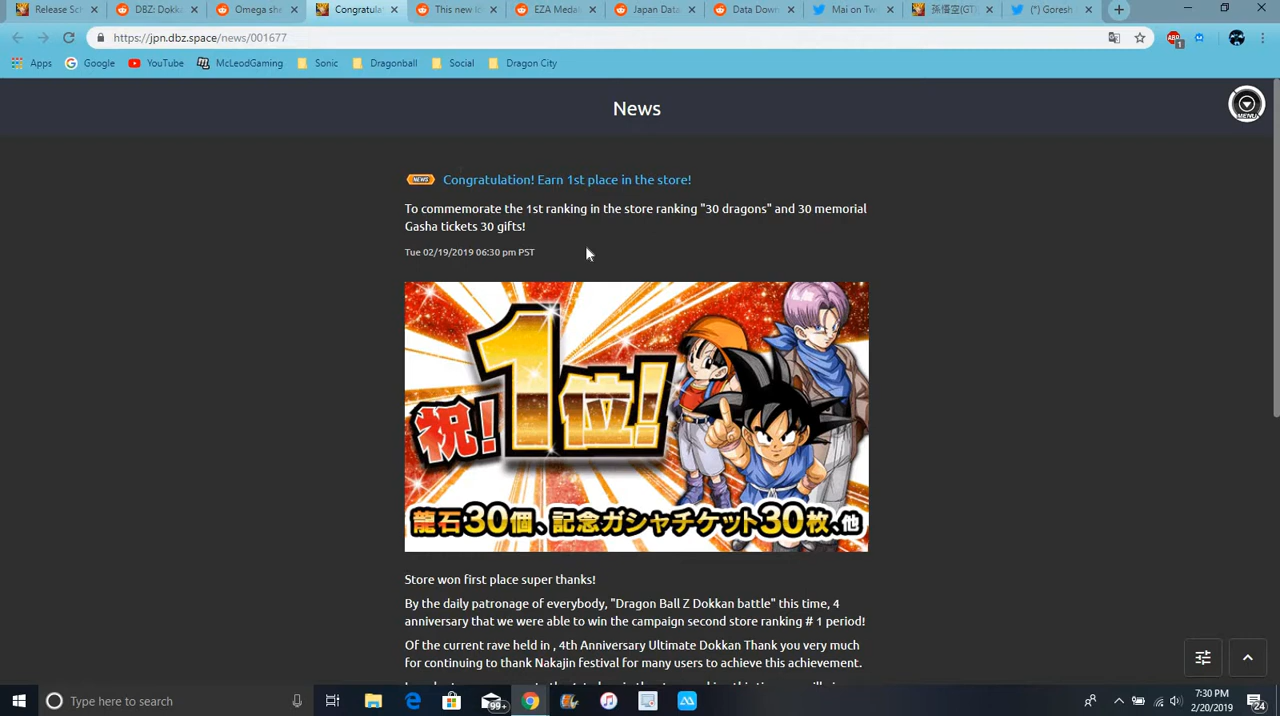 Release Sch
DBZ: Dokka
Omega she
Congratula
This new lo
EZA Medal
Japan Data
Data Down
Mai on Tw
孫悟空(GT)
(*) Goresh
https://jpn.dbz.space/news/001677
ABP
1
Apps
Google
YouTube
McLeodGaming
Sonic
Dragonball
Social
Dragon City
News
MENU
NEWS Congratulation! Earn 1st place in the store!
To commemorate the 1st ranking in the store ranking "30 dragons" and 30 memorial
Gasha tickets 30 gifts!
Tue 02/19/2019 06:30 pm PST
祝!1位!
龍石30個、記念ガシャチケット30枚、他
Store won first place super thanks!
By the daily patronage of everybody, "Dragon Ball Z Dokkan battle" this time, 4
anniversary that we were able to win the campaign second store ranking # 1 period!
Of the current rave held in , 4th Anniversary Ultimate Dokkan Thank you very much
for continuing to thank Nakajin festival for many users to achieve this achievement.
Type here to search
99+
7:30 PM
2/20/2019
24